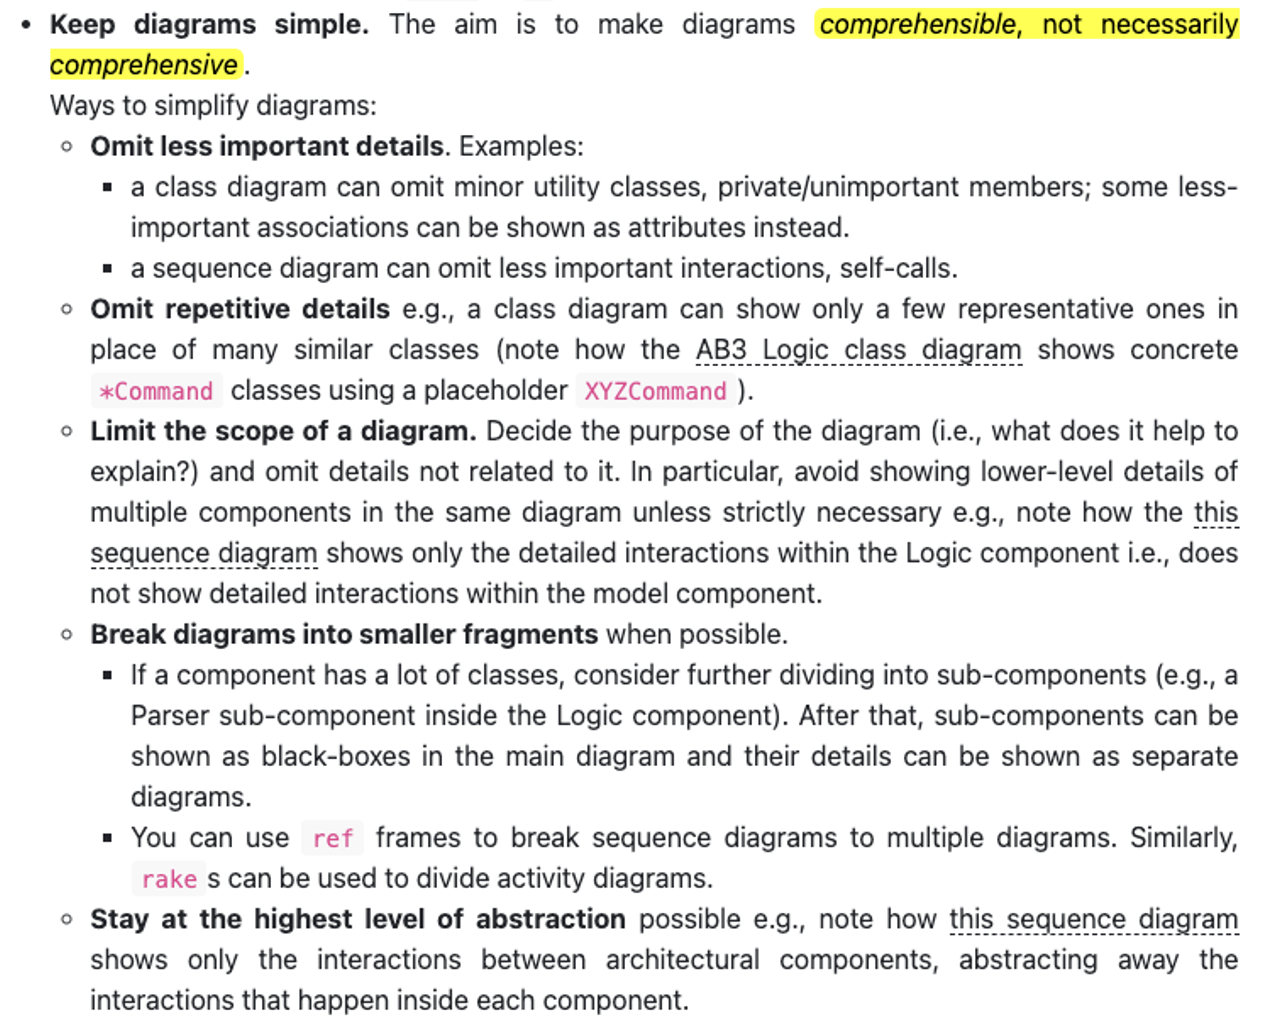 • Keep diagrams simple. The aim is to make diagrams comprehensible, not necessarily
comprehensive.
Ways to simplify diagrams:
◦ Omit less important details. Examples:
▪ a class diagram can omit minor utility classes, private/unimportant members; some less-
important associations can be shown as attributes instead.
▪ a sequence diagram can omit less important interactions, self-calls.
◦ Omit repetitive details e.g., a class diagram can show only a few representative ones in
place of many similar classes (note how the AB3 Logic class diagram shows concrete
*Command classes using a placeholder XYZCommand ).
◦ Limit the scope of a diagram. Decide the purpose of the diagram (i.e., what does it help to
explain?) and omit details not related to it. In particular, avoid showing lower-level details of
multiple components in the same diagram unless strictly necessary e.g., note how the this
sequence diagram shows only the detailed interactions within the Logic component i.e., does
not show detailed interactions within the model component.
◦ Break diagrams into smaller fragments when possible.
▪ If a component has a lot of classes, consider further dividing into sub-components (e.g., a
Parser sub-component inside the Logic component). After that, sub-components can be
shown as black-boxes in the main diagram and their details can be shown as separate
diagrams.
▪ You can use ref frames to break sequence diagrams to multiple diagrams. Similarly,
rake s can be used to divide activity diagrams.
◦ Stay at the highest level of abstraction possible e.g., note how this sequence diagram
shows only the interactions between architectural components, abstracting away the
interactions that happen inside each component.